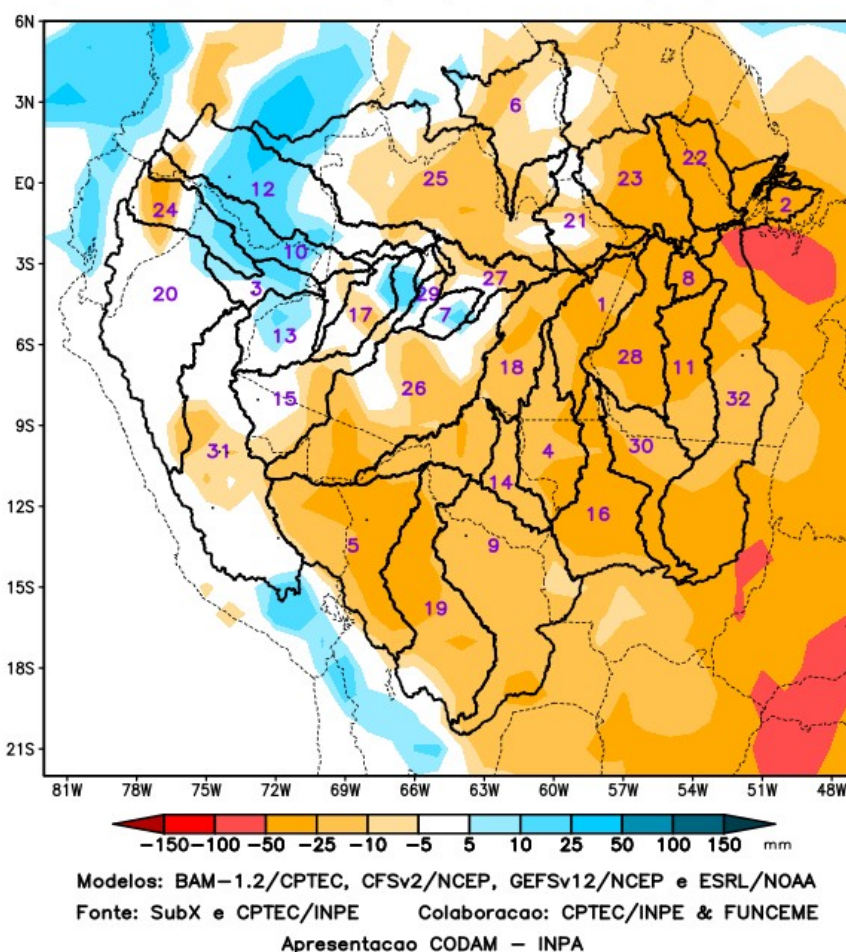 6N
3N
EQ
3S
6S
9S
12S
15S
18S
21S
6
22
25
23
12
2
24
21
10
3
20
27
8
29
7
1
17
13
28
18
11
26
15
32
30
31
4
14
16
5
9
19
81W 78W 75W 72W 69W 66W 63W 60W 57W 54W 51W 48W
-150 -100 -50 -25 -10 -5 5 10 25 50 100 150 mm
Modelos: BAM-1.2/CPTEC, CFSv2/NCEP, GEFSv12/NCEP e ESRL/NOAA
Fonte: SubX e CPTEC/INPE Colaboracao: CPTEC/INPE & FUNCEME
Apresentacao CODAM - INPA